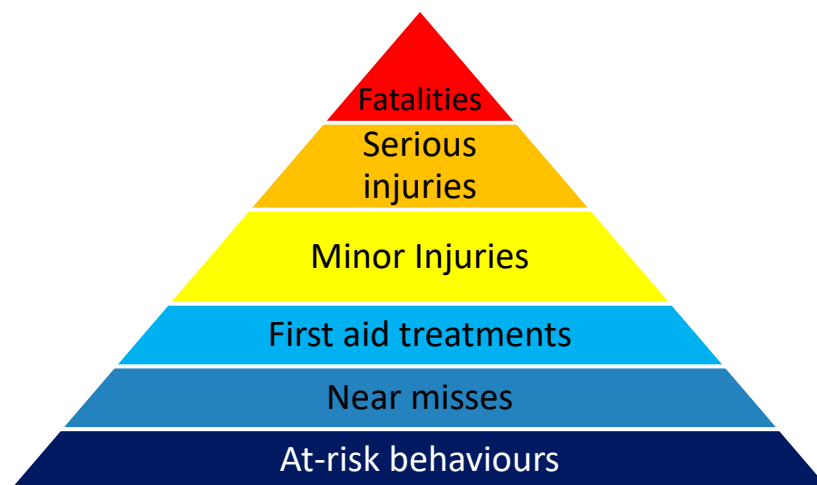 Fatalities
Serious
injuries
Minor Injuries
First aid treatments
Near misses
At-risk behaviours